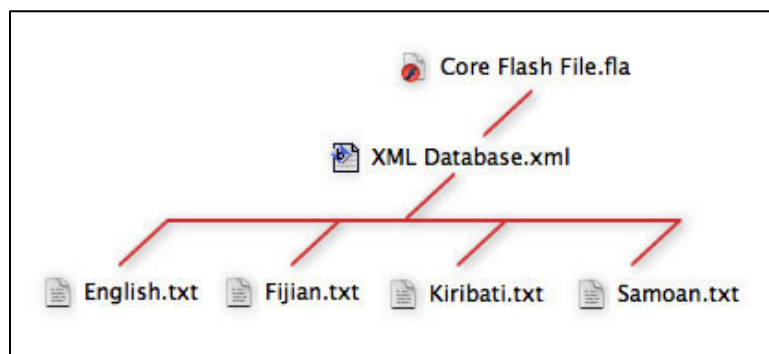 Core Flash File.fla
XML Database.xml
English.txt
Fijian.txt
Kiribati.txt
Samoan.txt